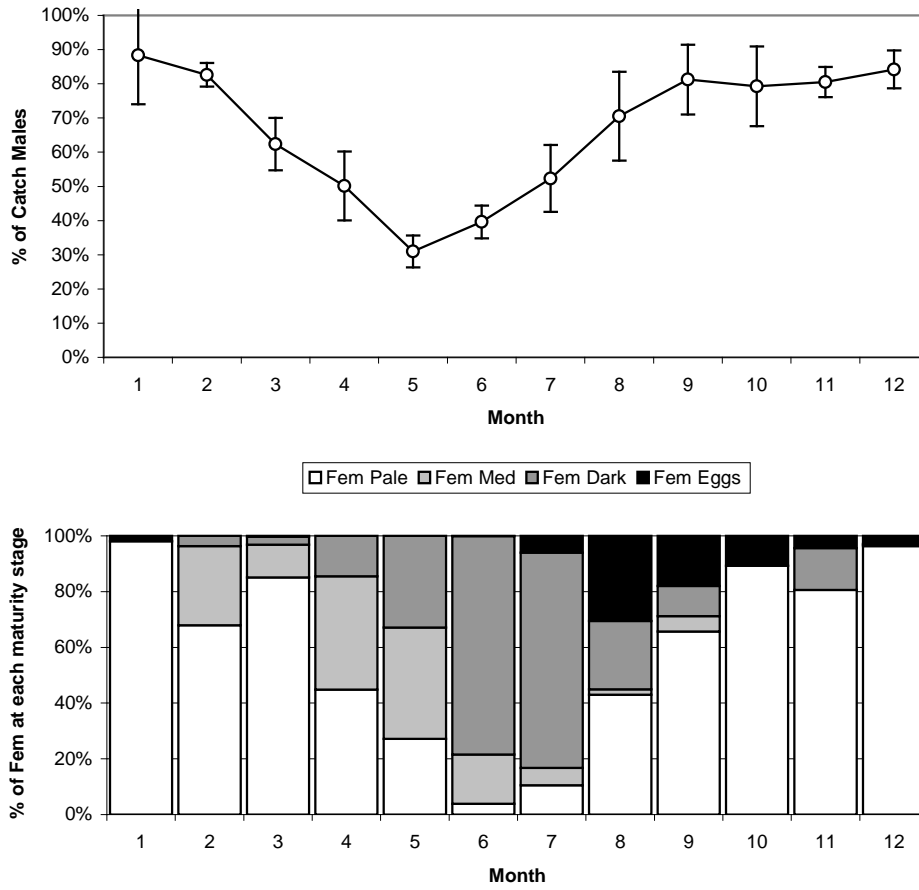 100%
90%
80%
70%
60%
50%
40%
30%
20%
10%
0%
% of Catch Males
1 2 3 4 5 6 7 8 9 10 11 12
Month
Fem Pale Fem Med Fem Dark Fem Eggs
100%
80%
60%
40%
20%
0%
% of Fem at each maturity stage
1 2 3 4 5 6 7 8 9 10 11 12
Month